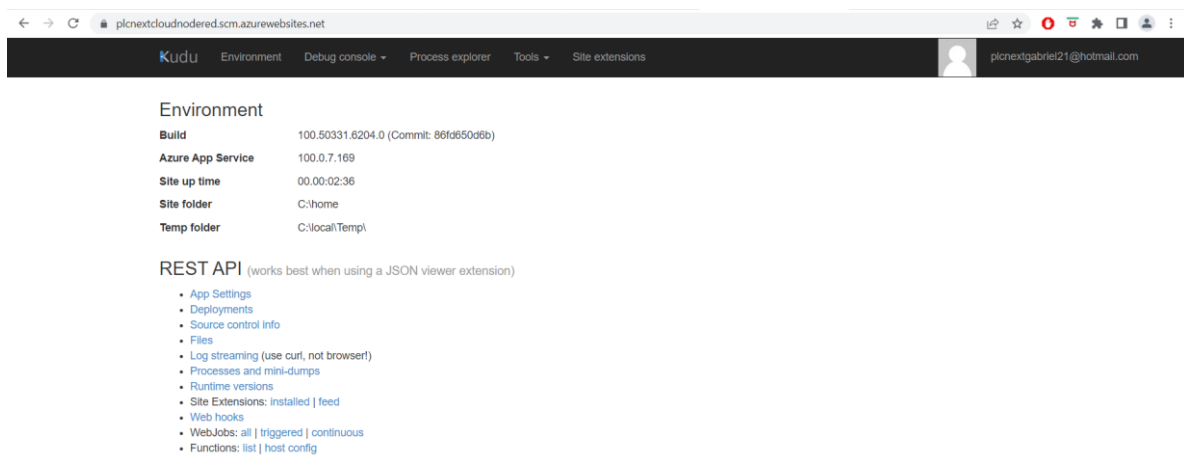 plcnextcloudnodered.scm.azurewebsites.net
Kudu Environment Debug console Process explorer Tools Site extensions plcnextgabriel21@hotmail.com
Environment
Build 100.50331.6204.0 (Commit: 86fd650d6b)
Azure App Service 100.0.7.169
Site up time 00.00:02:36
Site folder C:\home
Temp folder C:\local\Temp\
REST API (works best when using a JSON viewer extension)
• App Settings
• Deployments
• Source control info
• Files
• Log streaming (use curl, not browser!)
• Processes and mini-dumps
• Runtime versions
• Site Extensions: installed | feed
• Web hooks
• WebJobs: all | triggered | continuous
• Functions: list | host config